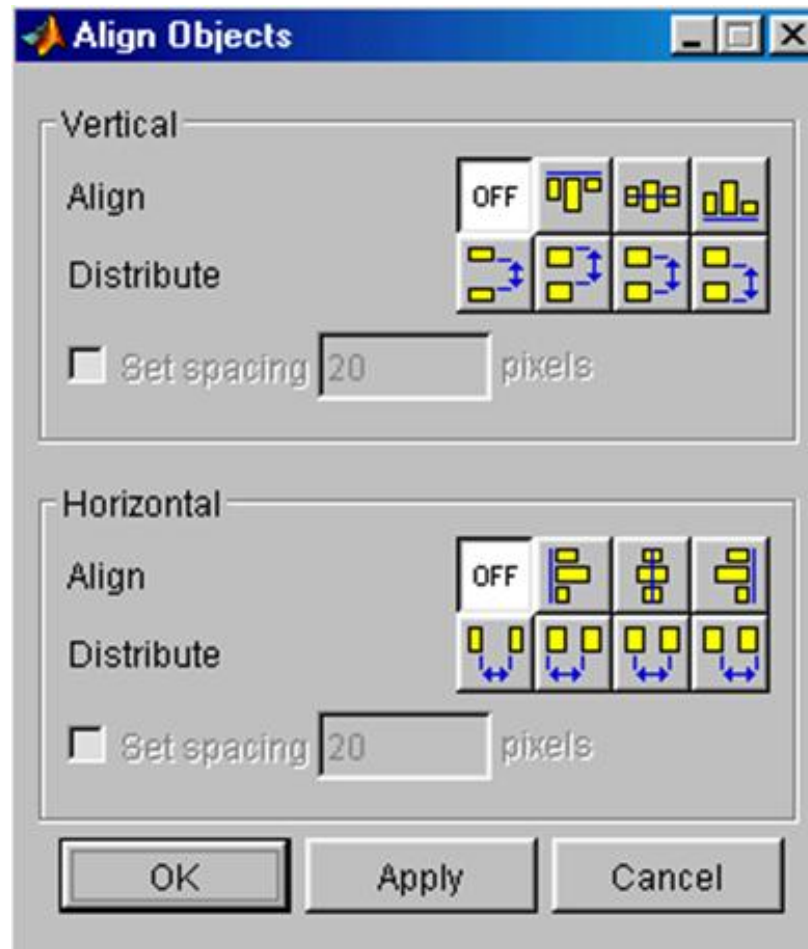 Align Objects
Vertical
Align OFF
Distribute
Set spacing 20 pixels
Horizontal
Align OFF
Distribute
Set spacing 20 pixels
OK Apply Cancel